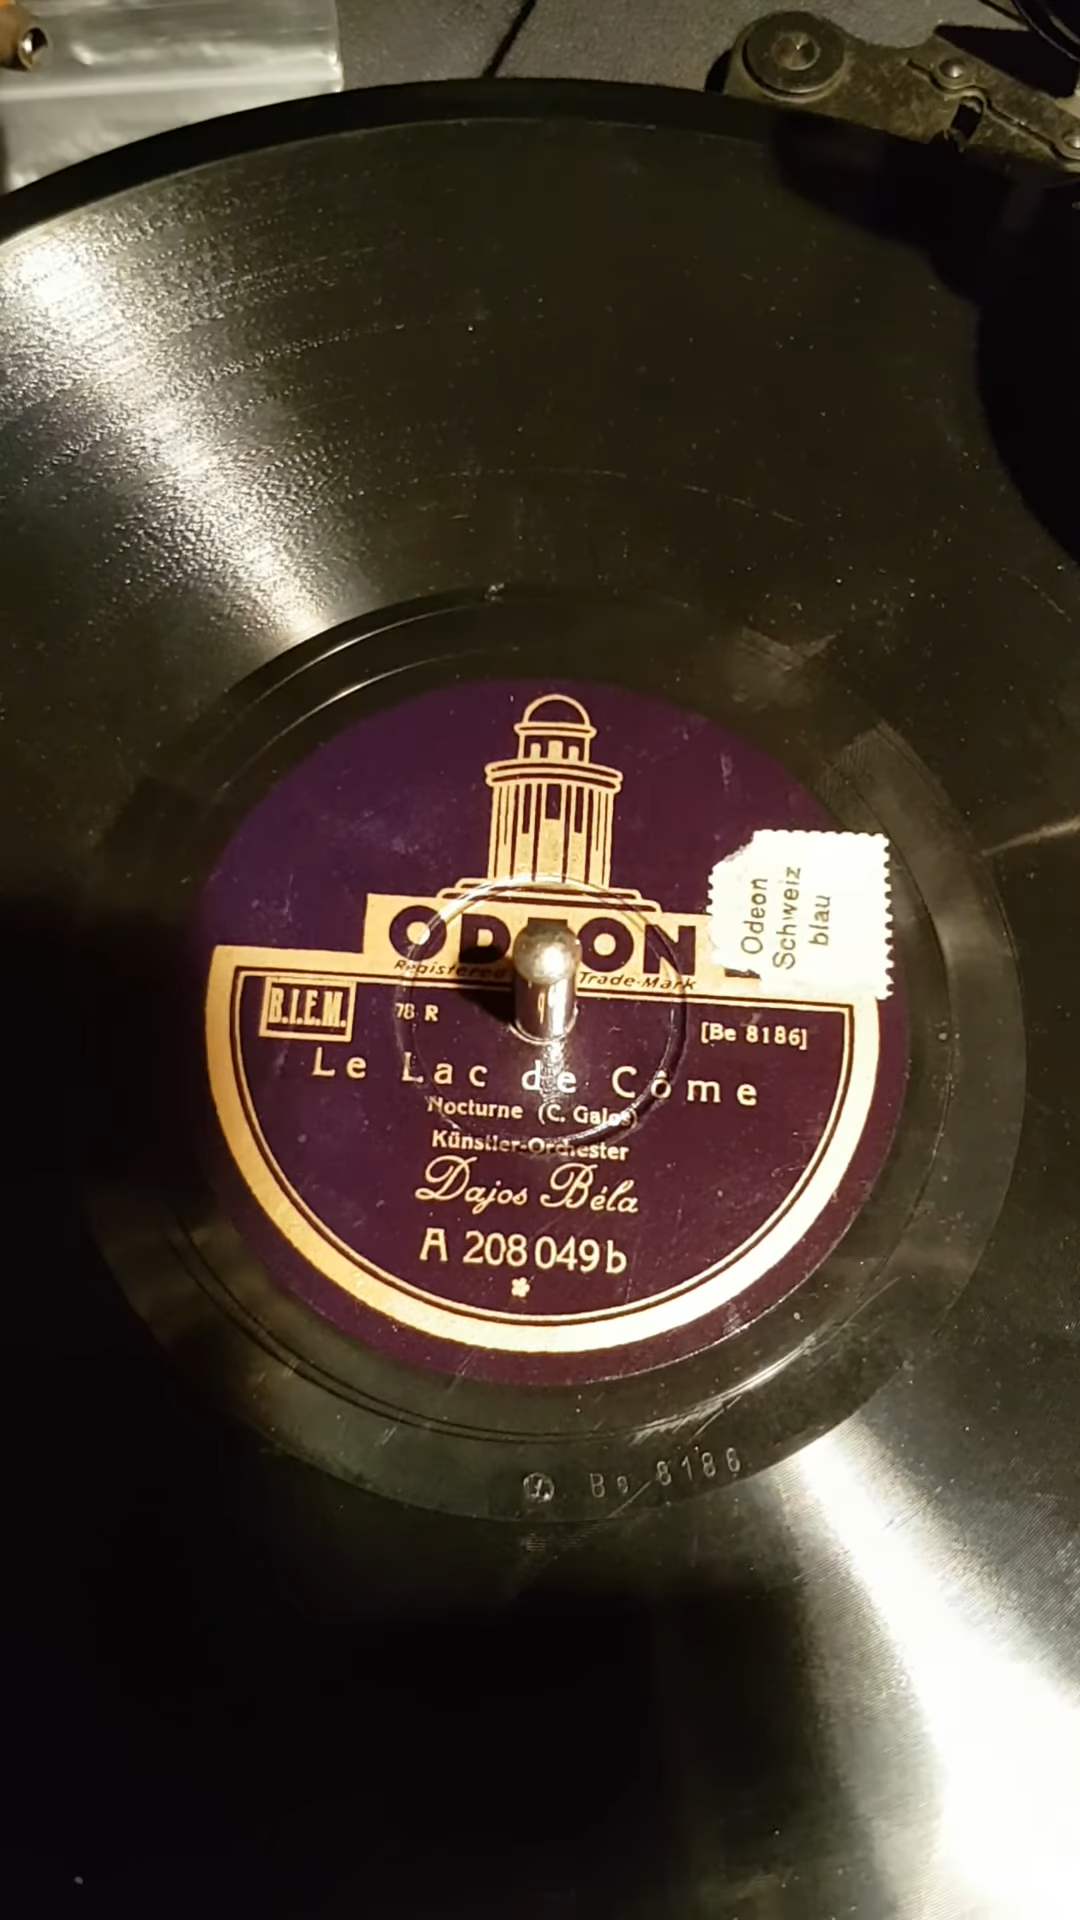 ODEON
Registered Trade-Mark
Odeon
Schweiz
blau
B.I.E.M.
78 R
[Be 8186]
Le Lac de Côme
Nocturne (C. Galos)
Künstler-Orchester
Dajos Béla
A 208049b
*
Be 8186